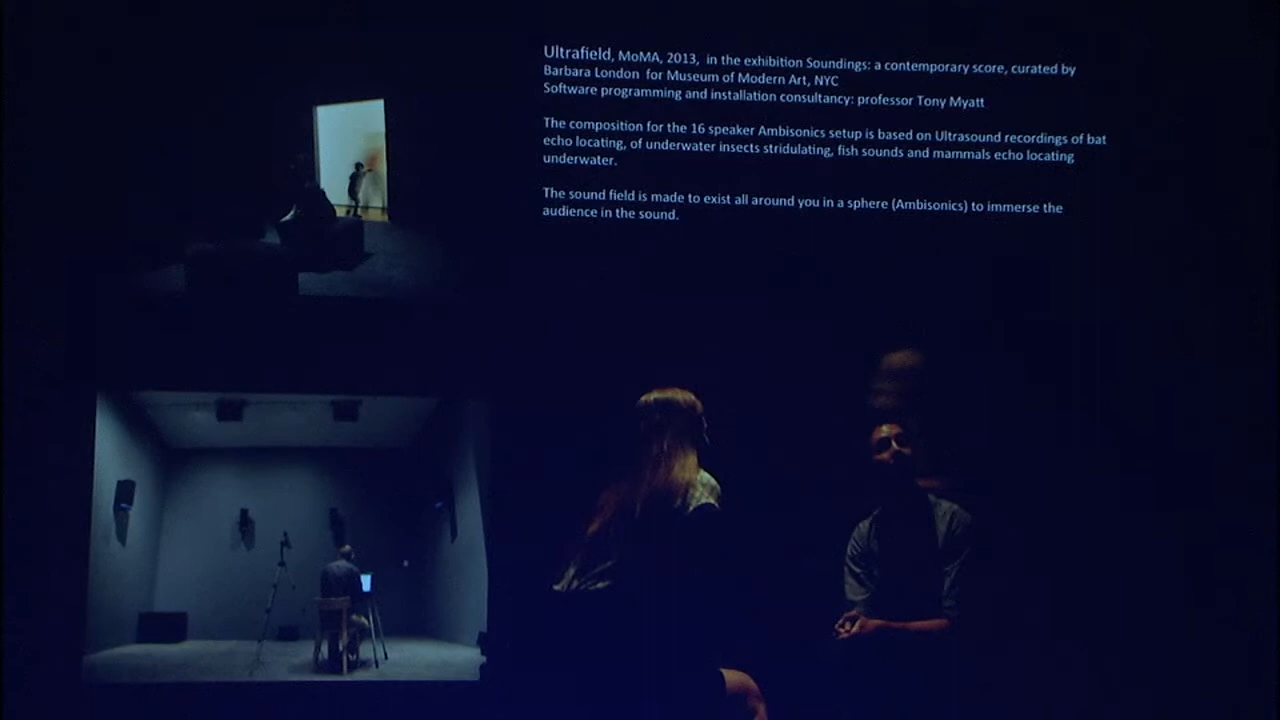 Ultrafield, MoMA, 2013, in the exhibition Soundings: a contemporary score, curated by
Barbara London for Museum of Modern Art, NYC
Software programming and installation consultancy: professor Tony Myatt
The composition for the 16 speaker Ambisonics setup is based on Ultrasound recordings of bat
echo locating, of underwater insects stridulating, fish sounds and mammals echo locating
underwater.
The sound field is made to exist all around you in a sphere (Ambisonics) to immerse the
audience in the sound.